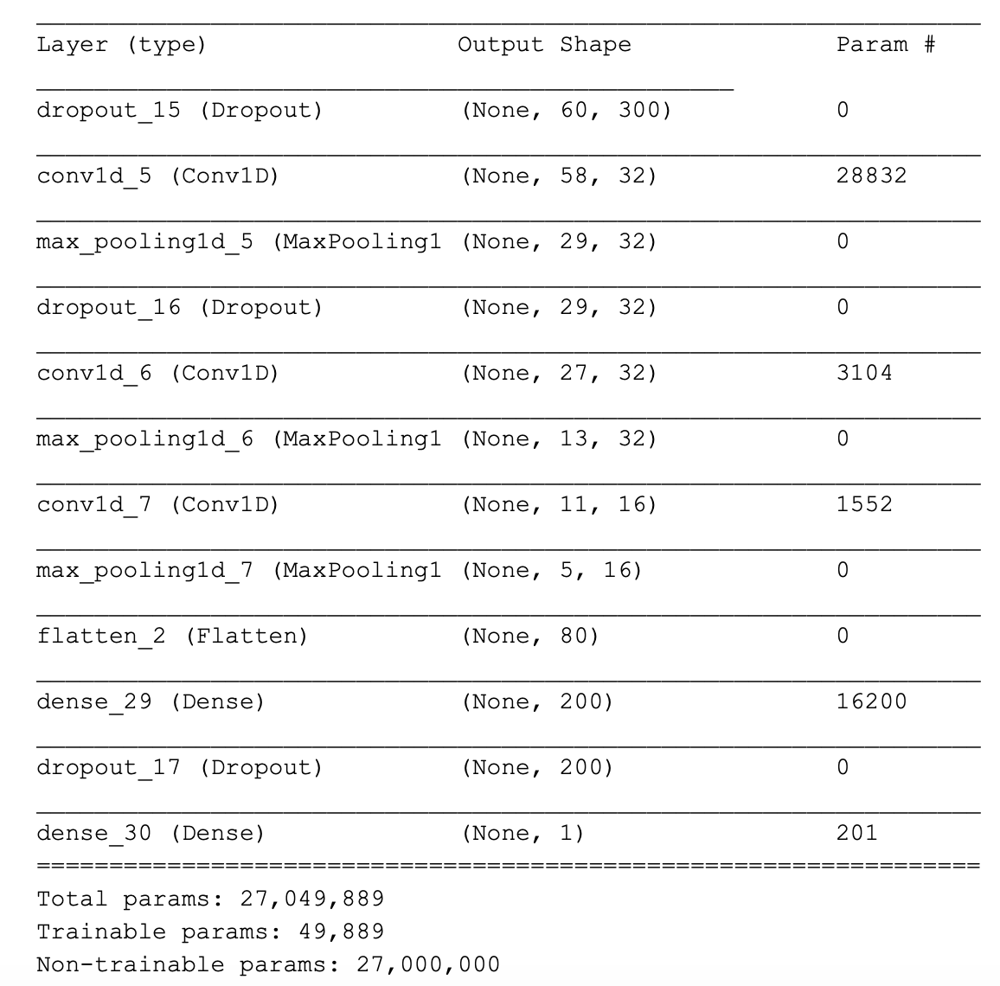 _________________________________________________________________
Layer (type)                 Output Shape              Param #
________________________________________________
dropout_15 (Dropout)         (None, 60, 300)           0
_________________________________________________________________
conv1d_5 (Conv1D)            (None, 58, 32)            28832
_________________________________________________________________
max_pooling1d_5 (MaxPooling1 (None, 29, 32)            0
_________________________________________________________________
dropout_16 (Dropout)         (None, 29, 32)            0
_________________________________________________________________
conv1d_6 (Conv1D)            (None, 27, 32)            3104
_________________________________________________________________
max_pooling1d_6 (MaxPooling1 (None, 13, 32)            0
_________________________________________________________________
conv1d_7 (Conv1D)            (None, 11, 16)            1552
_________________________________________________________________
max_pooling1d_7 (MaxPooling1 (None, 5, 16)             0
_________________________________________________________________
flatten_2 (Flatten)          (None, 80)                0
_________________________________________________________________
dense_29 (Dense)             (None, 200)               16200
_________________________________________________________________
dropout_17 (Dropout)         (None, 200)               0
_________________________________________________________________
dense_30 (Dense)             (None, 1)                 201
=================================================================
Total params: 27,049,889
Trainable params: 49,889
Non-trainable params: 27,000,000